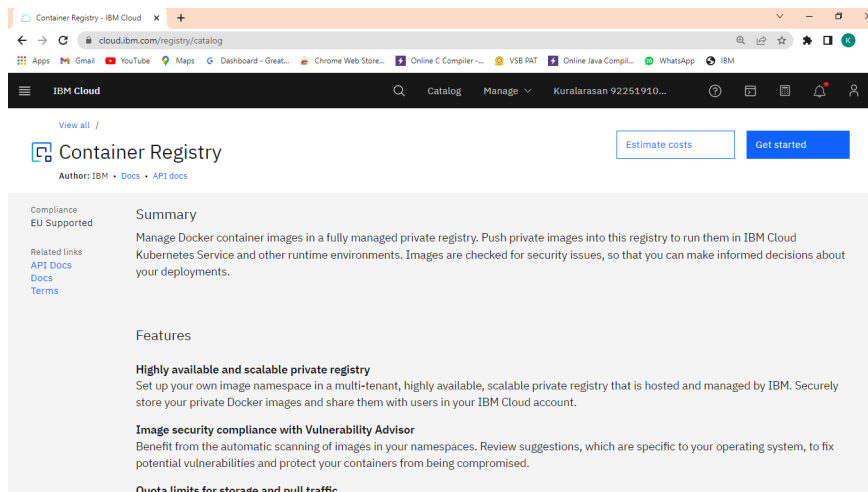 Container Registry - IBM Cloud
cloud.ibm.com/registry/catalog
Apps Gmail YouTube Maps G Dashboard - Great... Chrome Web Store... Online C Compiler -... VSB PAT Online Java Compil... WhatsApp IBM
IBM Cloud Catalog Manage Kuralarasan 92251910...
View all /
Container Registry
Estimate costs
Get started
Author: IBM • Docs • API docs
Compliance
EU Supported
Related links
API Docs
Docs
Terms
Summary
Manage Docker container images in a fully managed private registry. Push private images into this registry to run them in IBM Cloud
Kubernetes Service and other runtime environments. Images are checked for security issues, so that you can make informed decisions about
your deployments.
Features
Highly available and scalable private registry
Set up your own image namespace in a multi-tenant, highly available, scalable private registry that is hosted and managed by IBM. Securely
store your private Docker images and share them with users in your IBM Cloud account.
Image security compliance with Vulnerability Advisor
Benefit from the automatic scanning of images in your namespaces. Review suggestions, which are specific to your operating system, to fix
potential vulnerabilities and protect your containers from being compromised.
Quota limits for storage and pull traffic